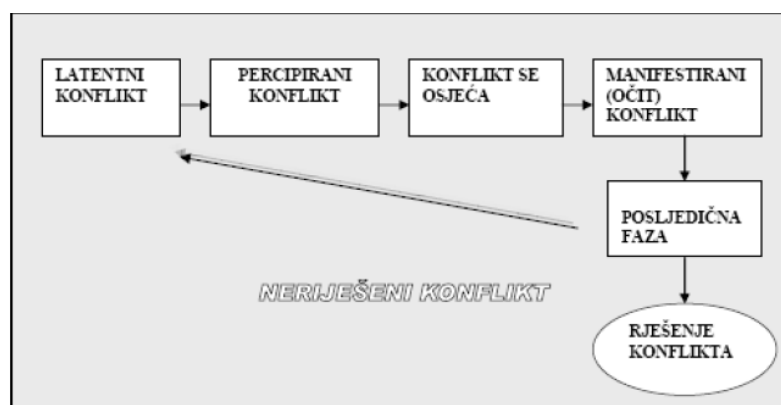 LATENTNI
KONFLIKT
PERCIPIRANI
KONFLIKT
KONFLIKT SE
OSJEĆA
MANIFESTIRANI
(OČIT)
KONFLIKT
POSLJEDIČNA
FAZA
NERIJEŠENI KONFLIKT
RJEŠENJE
KONFLIKTA